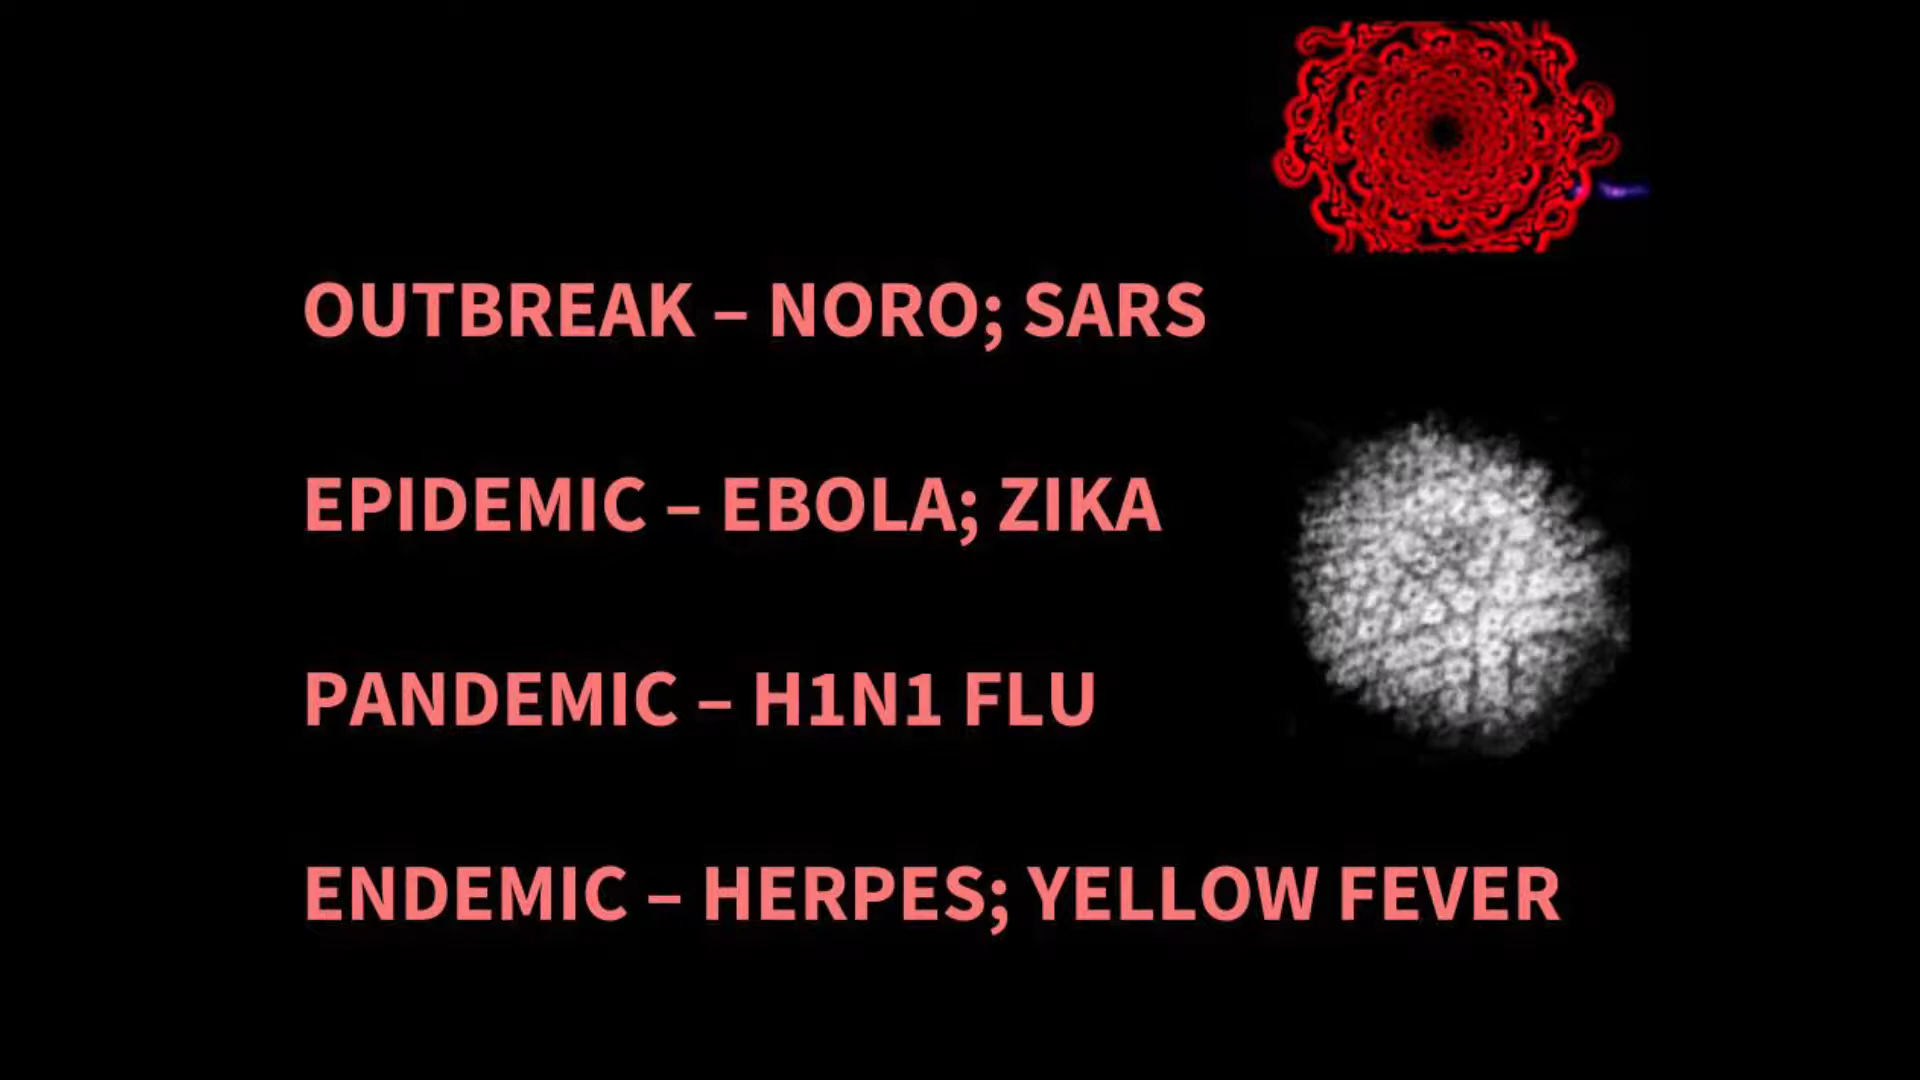 OUTBREAK – NORO; SARS
EPIDEMIC – EBOLA; ZIKA
PANDEMIC – H1N1 FLU
ENDEMIC – HERPES; YELLOW FEVER